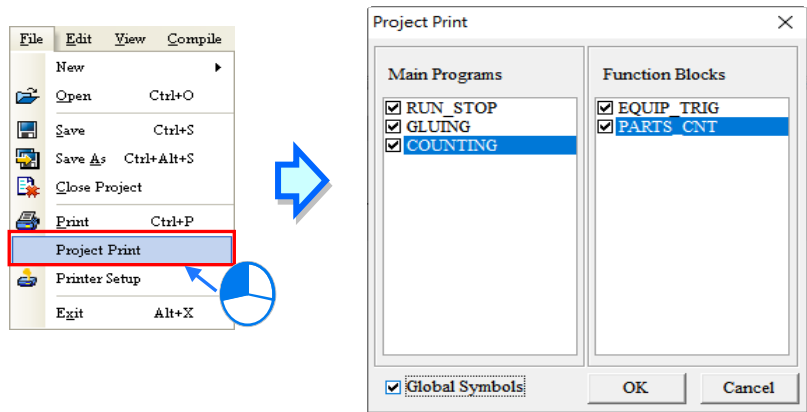 File Edit View Compile
New
Open Ctrl+O
Save Ctrl+S
Save As Ctrl+Alt+S
Close Project
Print Ctrl+P
Project Print
Printer Setup
Exit Alt+X
Project Print
Main Programs
RUN_STOP
GLUING
COUNTING
Function Blocks
EQUIP_TRIG
PARTS_CNT
Global Symbols
OK
Cancel